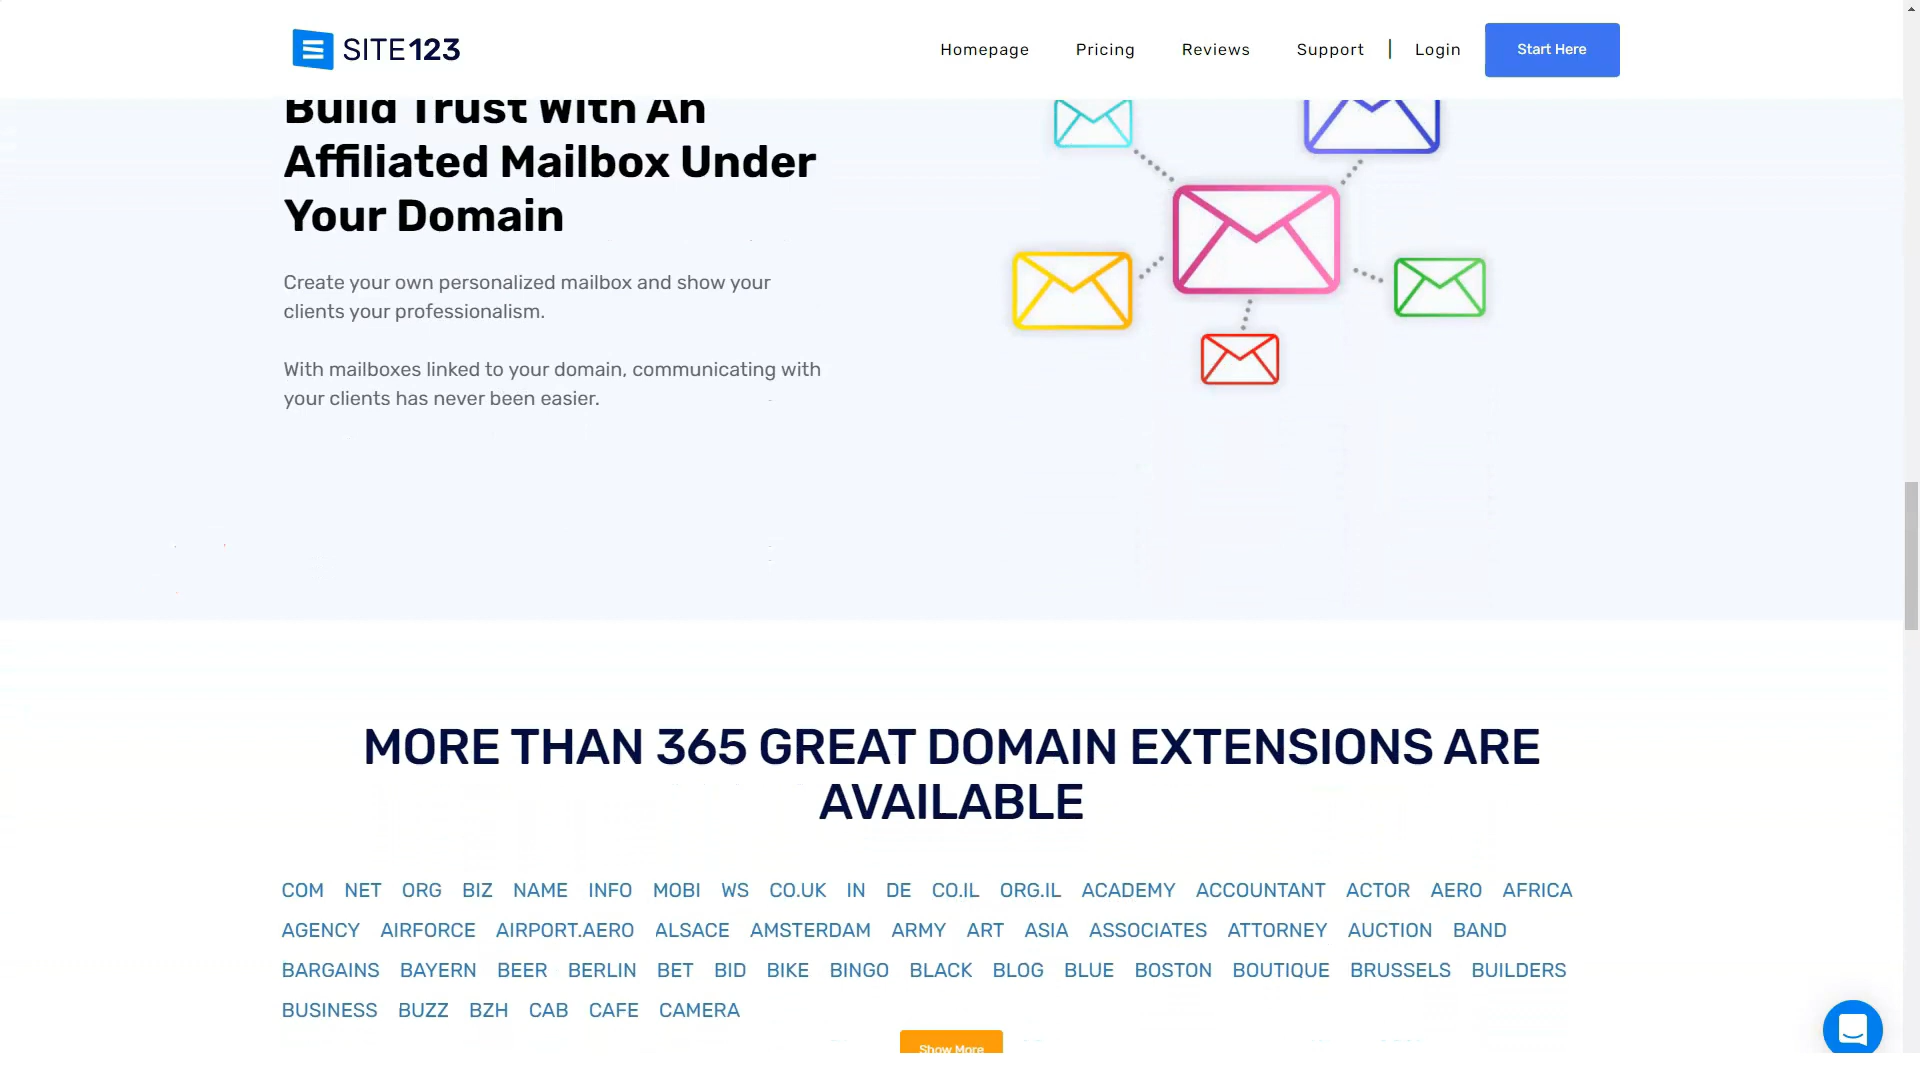 SITE123 Homepage Pricing Reviews Support | Login Start Here
Build Trust With An
Affiliated Mailbox Under
Your Domain
Create your own personalized mailbox and show your
clients your professionalism.
With mailboxes linked to your domain, communicating with
your clients has never been easier.
MORE THAN 365 GREAT DOMAIN EXTENSIONS ARE
AVAILABLE
COM NET ORG BIZ NAME INFO MOBI WS CO.UK IN DE CO.IL ORG.IL ACADEMY ACCOUNTANT ACTOR AERO AFRICA
AGENCY AIRFORCE AIRPORT.AERO ALSACE AMSTERDAM ARMY ART ASIA ASSOCIATES ATTORNEY AUCTION BAND
BARGAINS BAYERN BEER BERLIN BET BID BIKE BINGO BLACK BLOG BLUE BOSTON BOUTIQUE BRUSSELS BUILDERS
BUSINESS BUZZ BZH CAB CAFE CAMERA
Show More